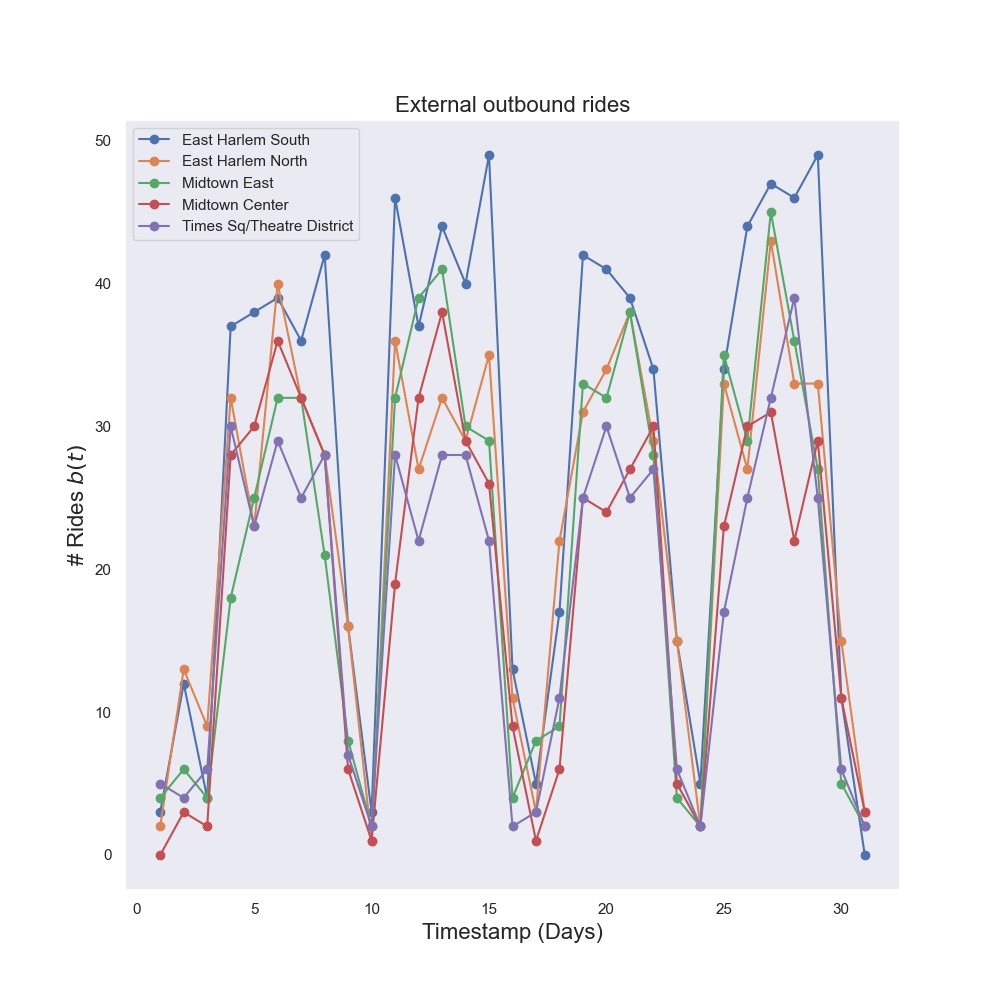 External outbound rides
50
40
30
20
10
0
# Rides b(t)
East Harlem South
East Harlem North
Midtown East
Midtown Center
Times Sq/Theatre District
0 5 10 15 20 25 30
Timestamp (Days)